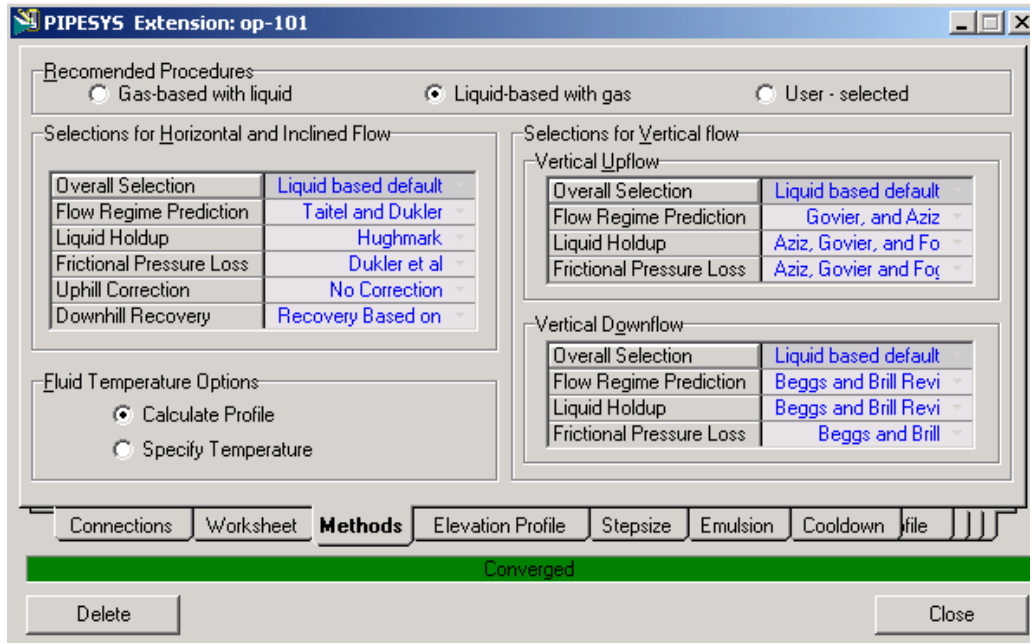 PIPESYS Extension: op-101
Recomended Procedures
Gas-based with liquid
Liquid-based with gas
User - selected
Selections for Horizontal and Inclined Flow
Overall Selection Liquid based default
Flow Regime Prediction Taitel and Dukler
Liquid Holdup Hughmark
Frictional Pressure Loss Dukler et al
Uphill Correction No Correction
Downhill Recovery Recovery Based on
Fluid Temperature Options
Calculate Profile
Specify Temperature
Selections for Vertical flow
Vertical Upflow
Overall Selection Liquid based default
Flow Regime Prediction Govier, and Aziz
Liquid Holdup Aziz, Govier, and Fo
Frictional Pressure Loss Aziz, Govier and Fog
Vertical Downflow
Overall Selection Liquid based default
Flow Regime Prediction Beggs and Brill Revi
Liquid Holdup Beggs and Brill Revi
Frictional Pressure Loss Beggs and Brill
Connections Worksheet Methods Elevation Profile Stepsize Emulsion Cooldown file
Converged
Delete Close